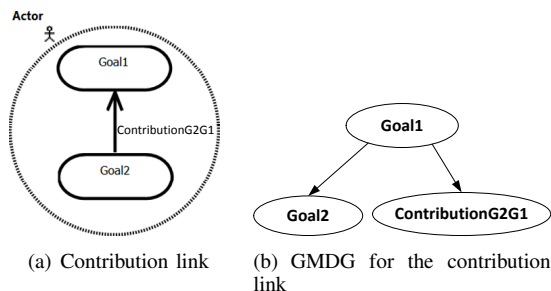 Actor
Goal1
ContributionG2G1
Goal2
(a) Contribution link
Goal1
Goal2
ContributionG2G1
(b) GMDG for the contribution
link